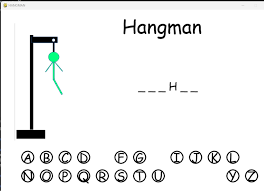 Hangman
_ _ _ H _ _
A B C D F G I J K L
N O P Q R S T U Y Z